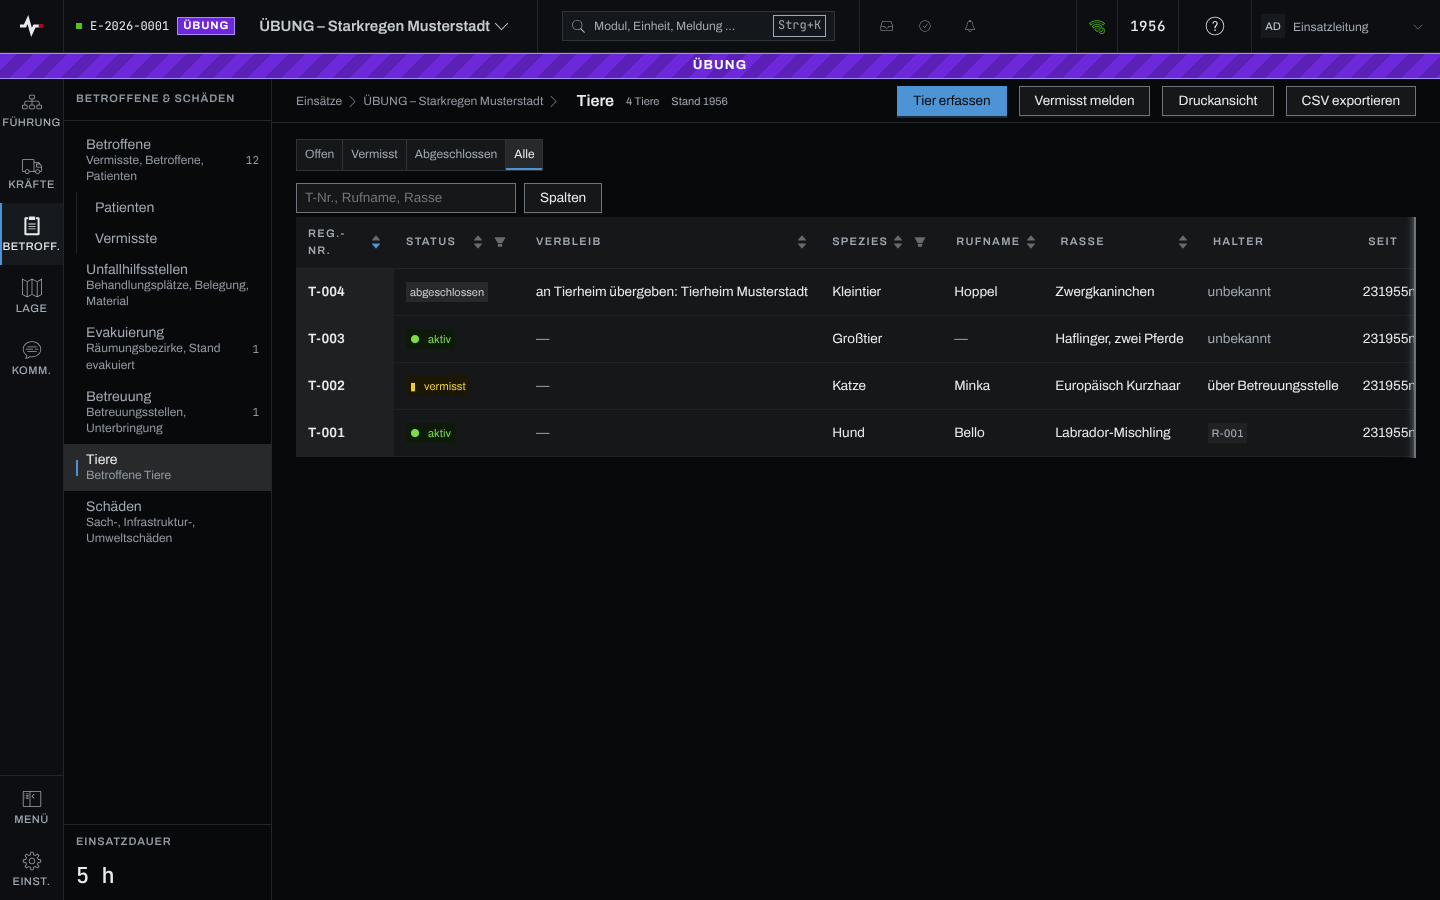 E-2026-0001 ÜBUNG ÜBUNG – Starkregen Musterstadt Modul, Einheit, Meldung ... Strg+K 1956 ? AD Einsatzleitung
ÜBUNG
FÜHRUNG
KRÄFTE
BETROFF.
LAGE
KOMM.
MENÜ
EINST.
BETROFFENE & SCHÄDEN
Betroffene
Vermisste, Betroffene, Patienten 12
Patienten
Vermisste
Unfallhilfsstellen
Behandlungsplätze, Belegung,
Material
Evakuierung
Räumungsbezirke, Stand evakuiert 1
Betreuung
Betreuungsstellen, Unterbringung 1
Tiere
Betroffene Tiere
Schäden
Sach-, Infrastruktur-,
Umweltschäden
EINSATZDAUER
5 h
Einsätze ÜBUNG – Starkregen Musterstadt Tiere 4 Tiere Stand 1956 Tier erfassen Vermisst melden Druckansicht CSV exportieren
Offen Vermisst Abgeschlossen Alle
T-Nr., Rufname, Rasse Spalten
REG.-NR. STATUS VERBLEIB SPEZIES RUFNAME RASSE HALTER SEIT
T-004 abgeschlossen an Tierheim übergeben: Tierheim Musterstadt Kleintier Hoppel Zwergkaninchen unbekannt 231955
T-003 aktiv — Großtier — Haflinger, zwei Pferde unbekannt 231955
T-002 vermisst — Katze Minka Europäisch Kurzhaar über Betreuungsstelle 231955
T-001 aktiv — Hund Bello Labrador-Mischling R-001 231955